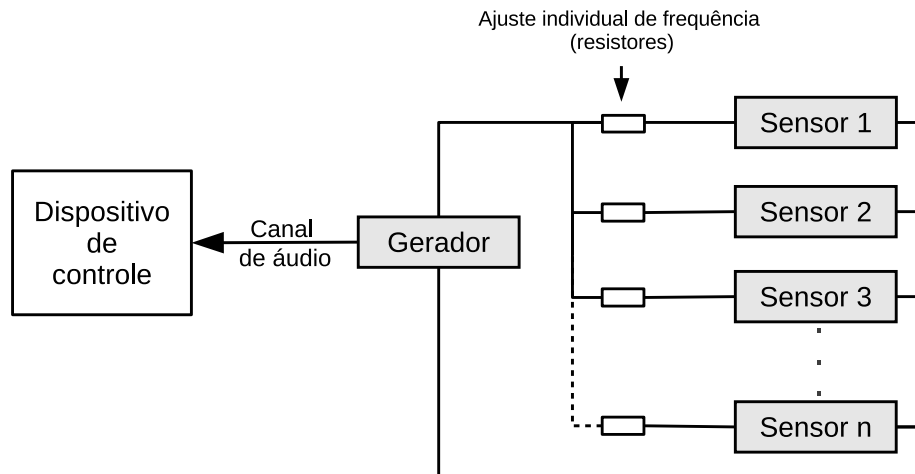 Ajuste individual de frequência
(resistores)
Sensor 1
Dispositivo
de
controle
Canal
de áudio
Gerador
Sensor 2
Sensor 3
Sensor n